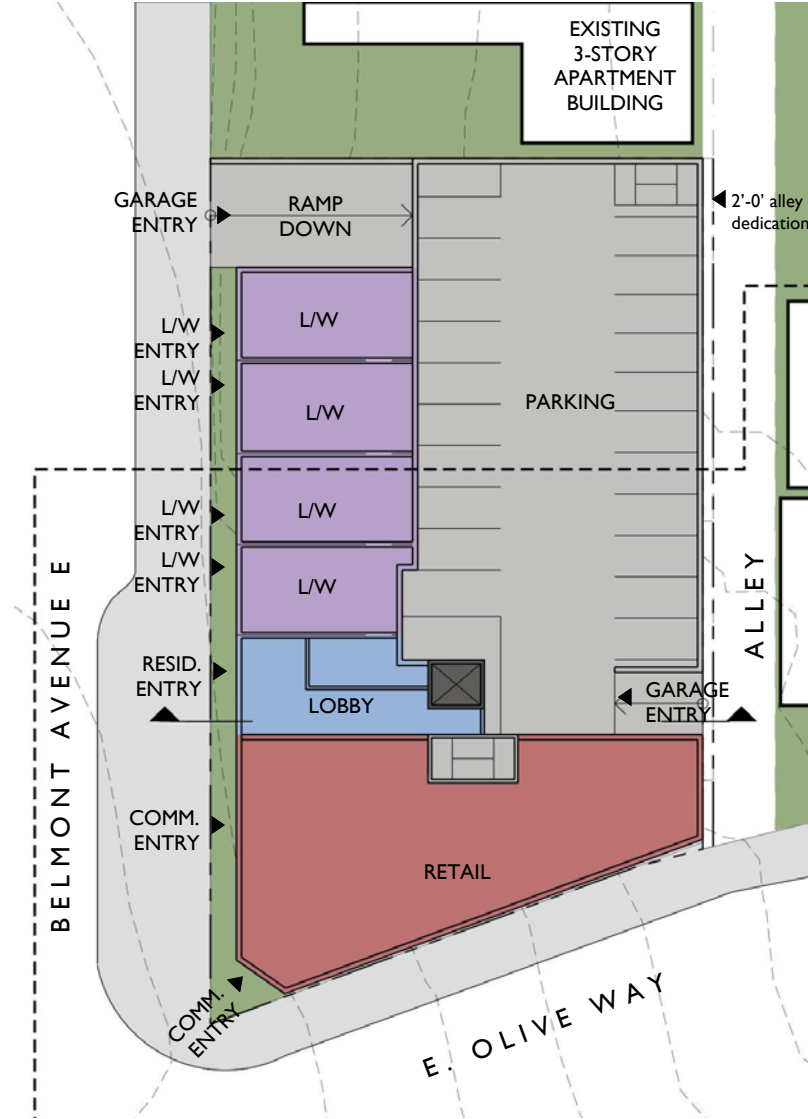 EXISTING
3-STORY
APARTMENT
BUILDING
GARAGE
ENTRY
RAMP
DOWN
2'-0' alley
dedication
L/W
ENTRY
L/W
L/W
ENTRY
L/W
PARKING
L/W
ENTRY
L/W
L/W
ENTRY
L/W
BELMONT AVENUE E
ALLEY
RESID.
ENTRY
LOBBY
GARAGE
ENTRY
COMM.
ENTRY
RETAIL
COMM.
ENTRY
E. OLIVE WAY